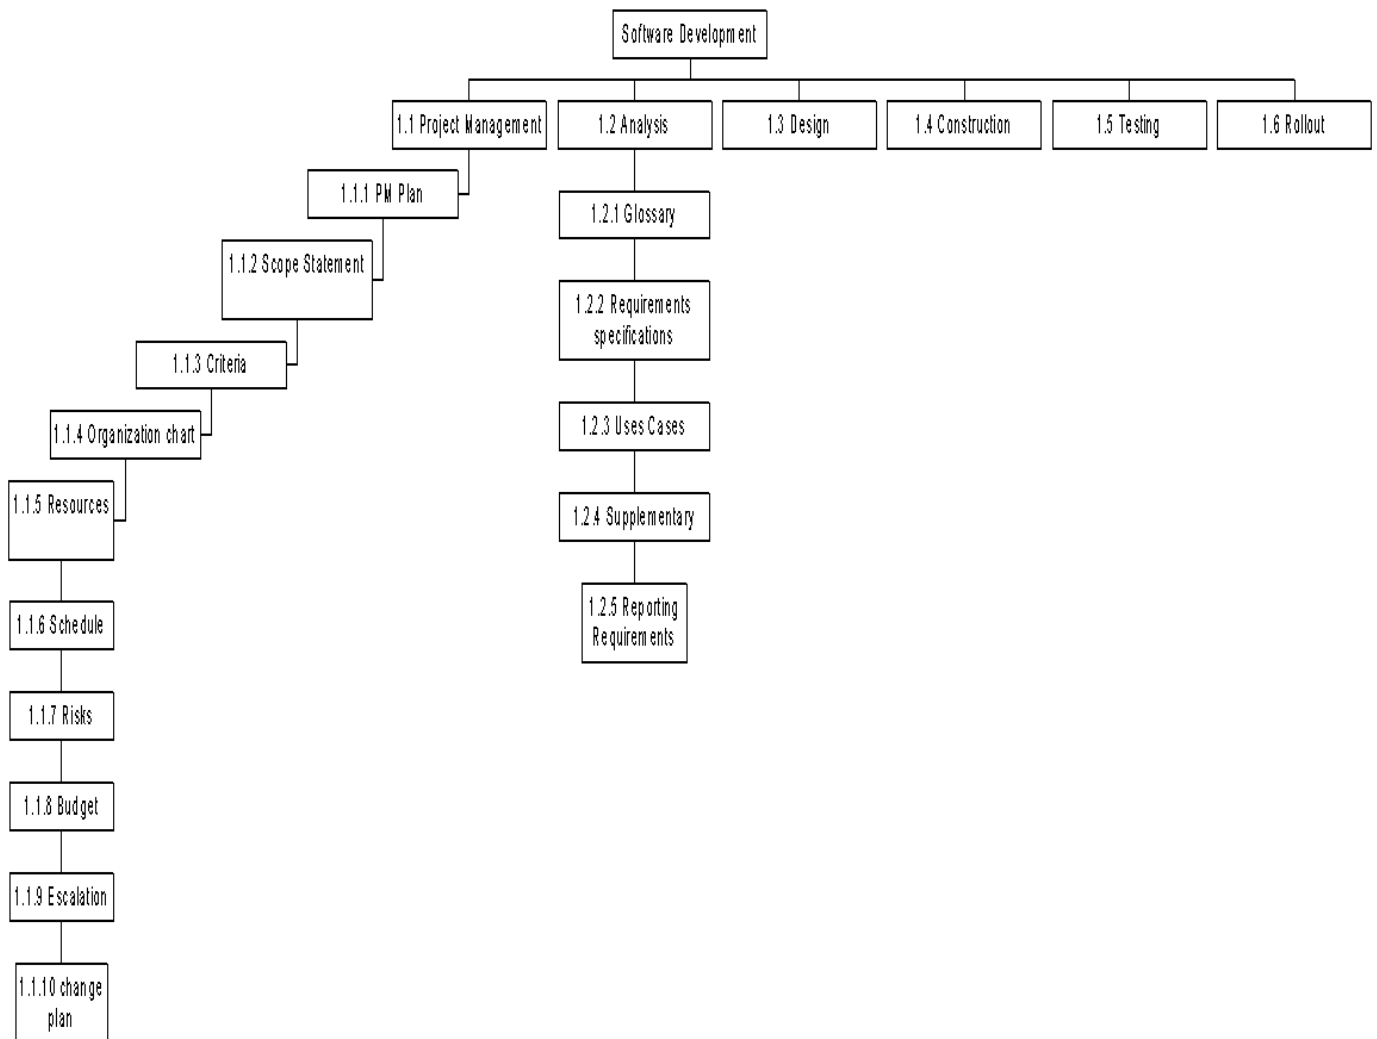 Software Development
1.1 Project Management
1.2 Analysis
1.3 Design
1.4 Construction
1.5 Testing
1.6 Rollout
1.1.1 PM Plan
1.1.2 Scope Statement
1.1.3 Criteria
1.1.4 Organization chart
1.1.5 Resources
1.1.6 Schedule
1.1.7 Risks
1.1.8 Budget
1.1.9 Escalation
1.1.10 change
plan
1.2.1 Glossary
1.2.2 Requirements
specifications
1.2.3 Uses Cases
1.2.4 Supplementary
1.2.5 Reporting
Requirements